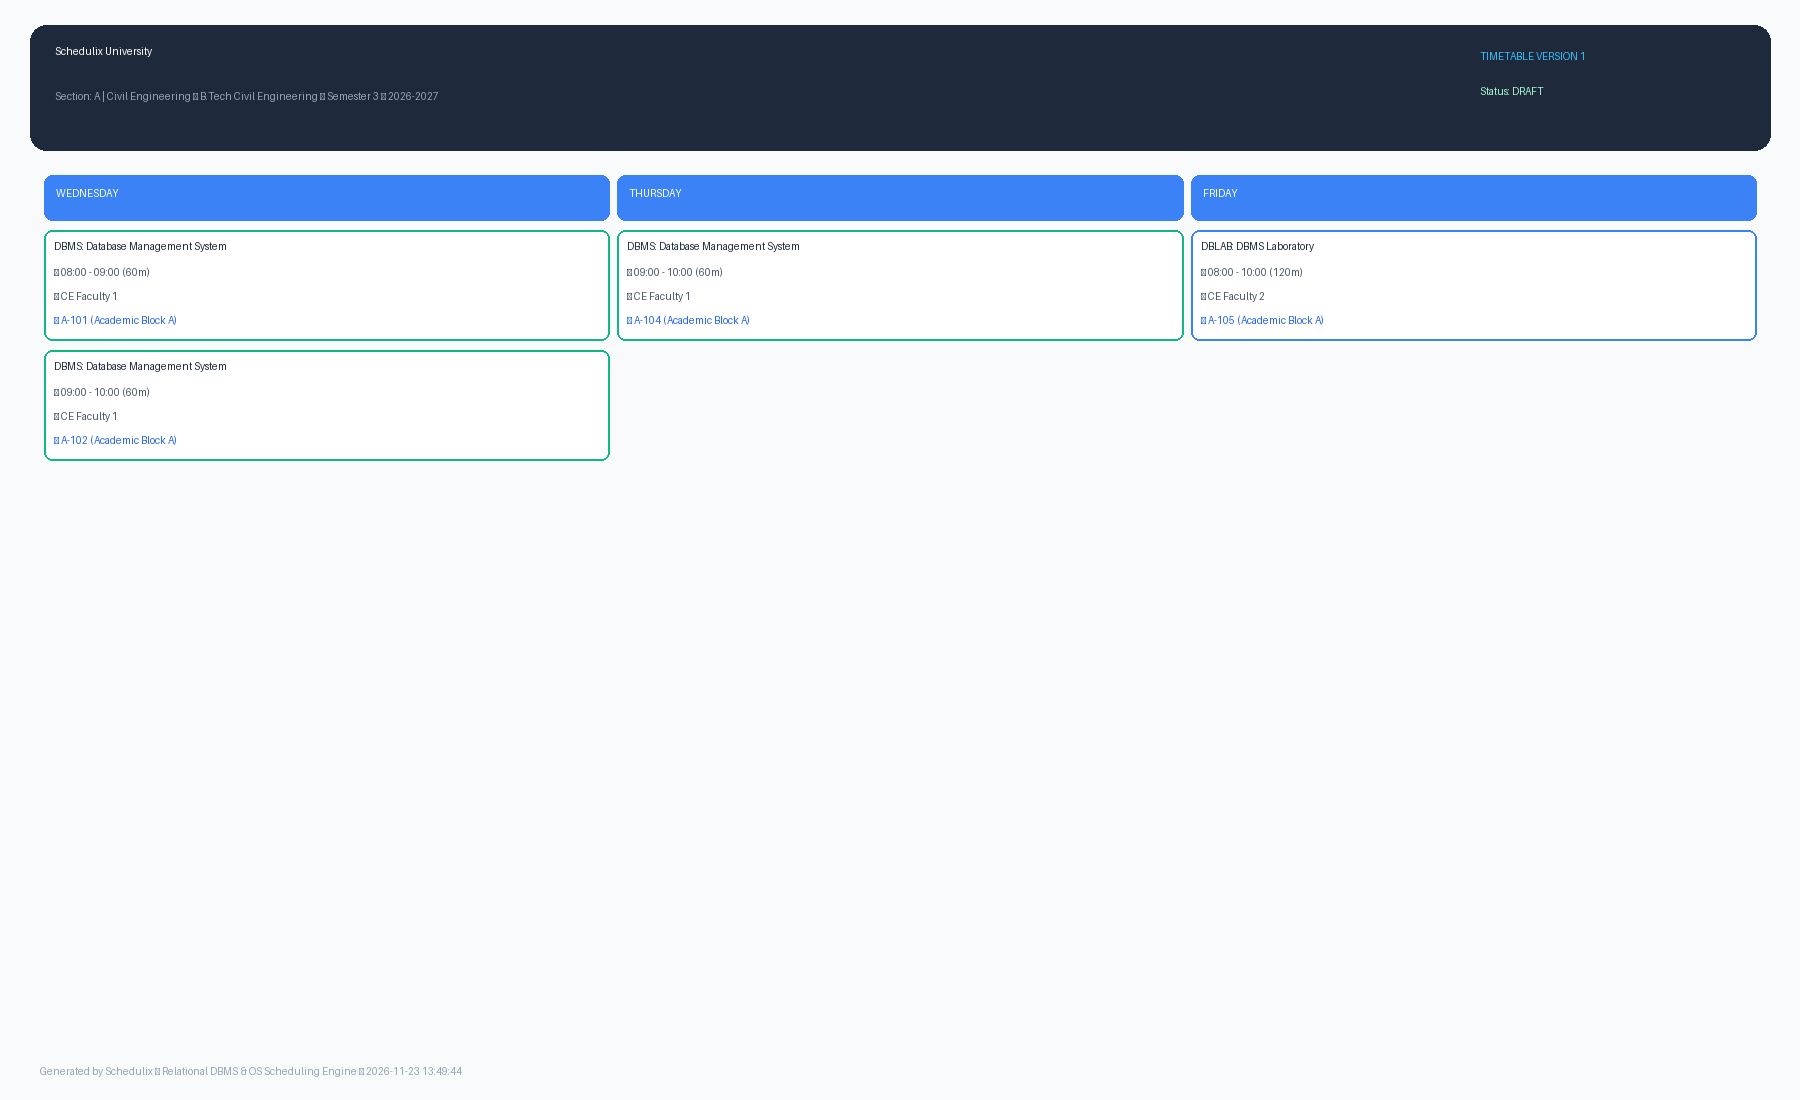 Schedulix University
Section: A | Civil Engineering B.Tech Civil Engineering Semester 3 2026-2027
TIMETABLE VERSION 1
Status: DRAFT
WEDNESDAY
DBMS: Database Management System
08:00 - 09:00 (60m)
CE Faculty 1
A-101 (Academic Block A)
DBMS: Database Management System
09:00 - 10:00 (60m)
CE Faculty 1
A-102 (Academic Block A)
THURSDAY
DBMS: Database Management System
09:00 - 10:00 (60m)
CE Faculty 1
A-104 (Academic Block A)
FRIDAY
DBLAB: DBMS Laboratory
08:00 - 10:00 (120m)
CE Faculty 2
A-105 (Academic Block A)
Generated by Schedulix Relational DBMS & OS Scheduling Engine 2026-11-23 13:49:44